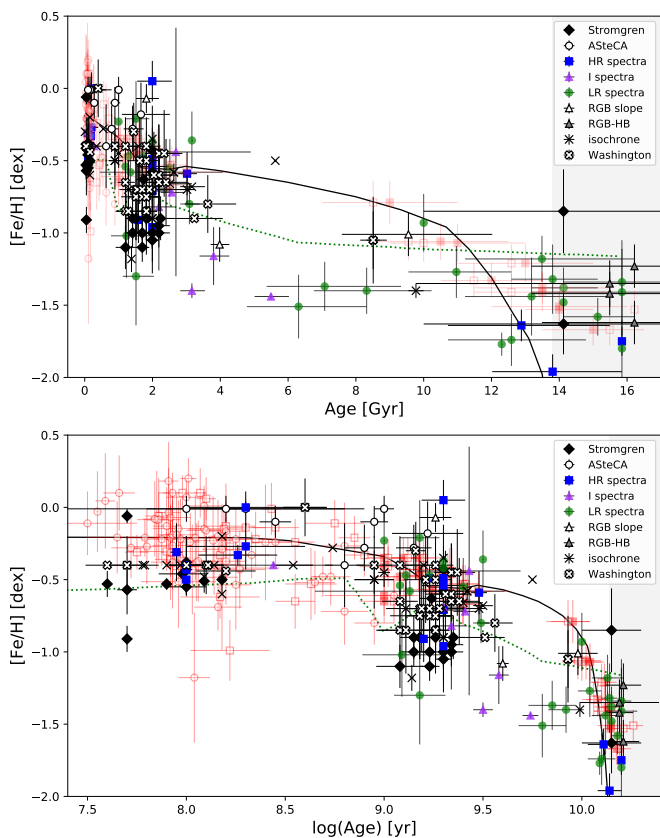 0.5
0.0
−0.5
−1.0
−1.5
−2.0
[Fe/H] [dex]
Stromgren
ASteCA
HR spectra
I spectra
LR spectra
RGB slope
RGB-HB
isochrone
Washington
0 2 4 6 8 10 12 14 16
Age [Gyr]
0.5
0.0
−0.5
−1.0
−1.5
−2.0
[Fe/H] [dex]
Stromgren
ASteCA
HR spectra
I spectra
LR spectra
RGB slope
RGB-HB
isochrone
Washington
7.5 8.0 8.5 9.0 9.5 10.0
log(Age) [yr]